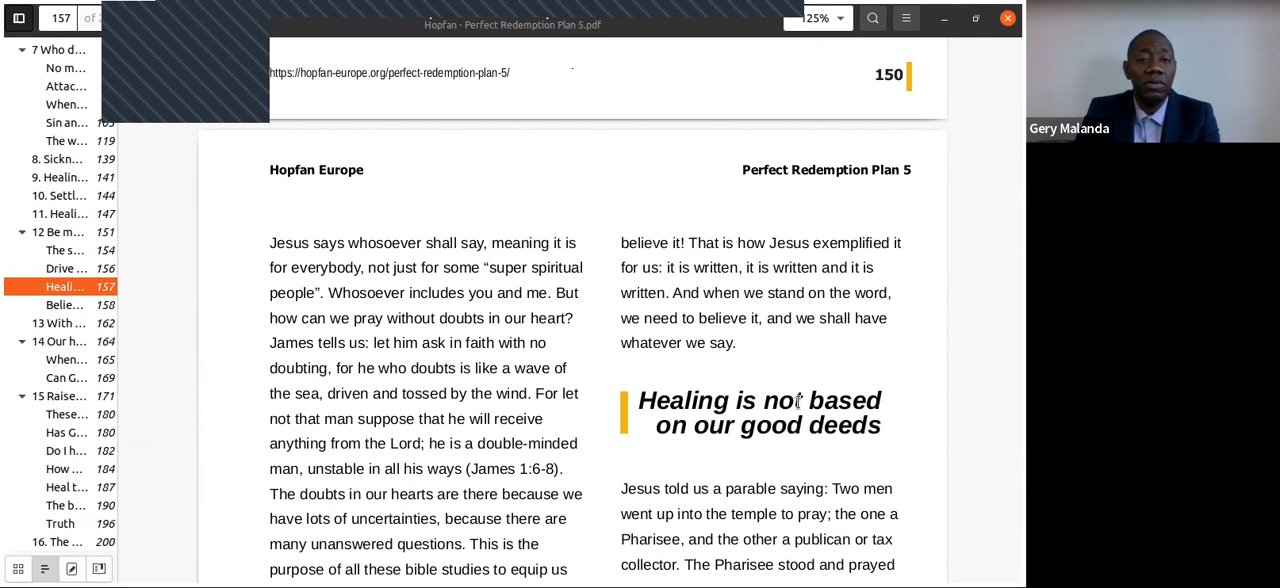 157
of
Hopfan - Perfect Redemption Plan 5.pdf
125%
7 Who d...
No m...
Attac...
When...
Sin an...
The w... 119
8. Sickn... 139
9. Healin... 141
10. Settl... 144
11. Heali... 147
12 Be m... 151
The s... 154
Drive ... 156
Heali... 157
Belie... 158
13 With ... 162
14 Our h... 164
When... 165
Can G... 169
15 Raise... 171
These... 180
Has G... 180
Do I h... 182
How ... 184
Heal t... 187
The b... 190
Truth 196
16. The ... 200
https://hopfan-europe.org/perfect-redemption-plan-5/
150
Hopfan Europe
Perfect Redemption Plan 5
Jesus says whosoever shall say, meaning it is
for everybody, not just for some “super spiritual
people”. Whosoever includes you and me. But
how can we pray without doubts in our heart?
James tells us: let him ask in faith with no
doubting, for he who doubts is like a wave of
the sea, driven and tossed by the wind. For let
not that man suppose that he will receive
anything from the Lord; he is a double-minded
man, unstable in all his ways (James 1:6-8).
The doubts in our hearts are there because we
have lots of uncertainties, because there are
many unanswered questions. This is the
purpose of all these bible studies to equip us
believe it! That is how Jesus exemplified it
for us: it is written, it is written and it is
written. And when we stand on the word,
we need to believe it, and we shall have
whatever we say.
Healing is not based
on our good deeds
Jesus told us a parable saying: Two men
went up into the temple to pray; the one a
Pharisee, and the other a publican or tax
collector. The Pharisee stood and prayed
Gery Malanda